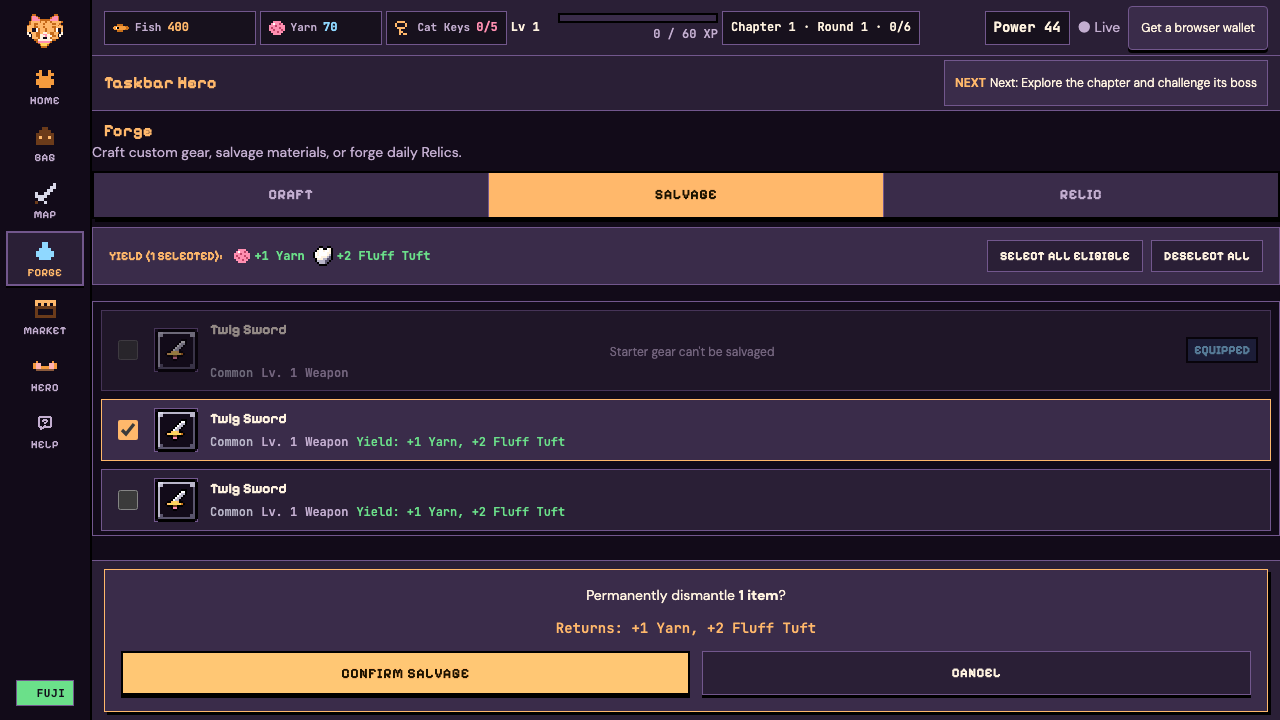 Fish 400
Yarn 70
Cat Keys 0/5
Lv 1
0 / 60 XP
Chapter 1 · Round 1 · 0/6
Power 44
Live
Get a browser wallet
HOME
BAG
MAP
FORGE
MARKET
HERO
HELP
FUJI
Taskbar Hero
NEXT Next: Explore the chapter and challenge its boss
Forge
Craft custom gear, salvage materials, or forge daily Relics.
CRAFT
SALVAGE
RELIC
YIELD (1 SELECTED):
+1 Yarn
+2 Fluff Tuft
SELECT ALL ELIGIBLE
DESELECT ALL
Twig Sword
Common Lv. 1 Weapon
Starter gear can't be salvaged
EQUIPPED
Twig Sword
Common Lv. 1 Weapon Yield: +1 Yarn, +2 Fluff Tuft
Twig Sword
Common Lv. 1 Weapon Yield: +1 Yarn, +2 Fluff Tuft
Permanently dismantle 1 item?
Returns: +1 Yarn, +2 Fluff Tuft
CONFIRM SALVAGE
CANCEL